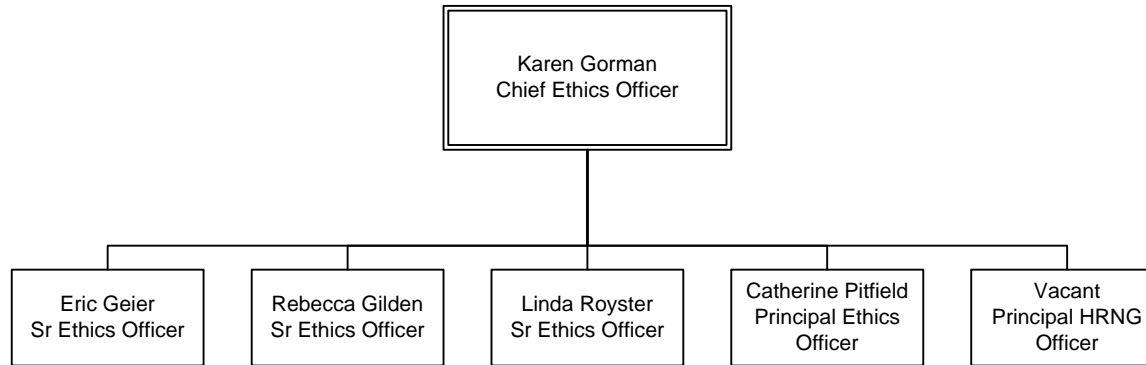 Karen Gorman
Chief Ethics Officer
Eric Geier
Sr Ethics Officer
Rebecca Gilden
Sr Ethics Officer
Linda Royster
Sr Ethics Officer
Catherine Pitfield
Principal Ethics
Officer
Vacant
Principal HRNG
Officer